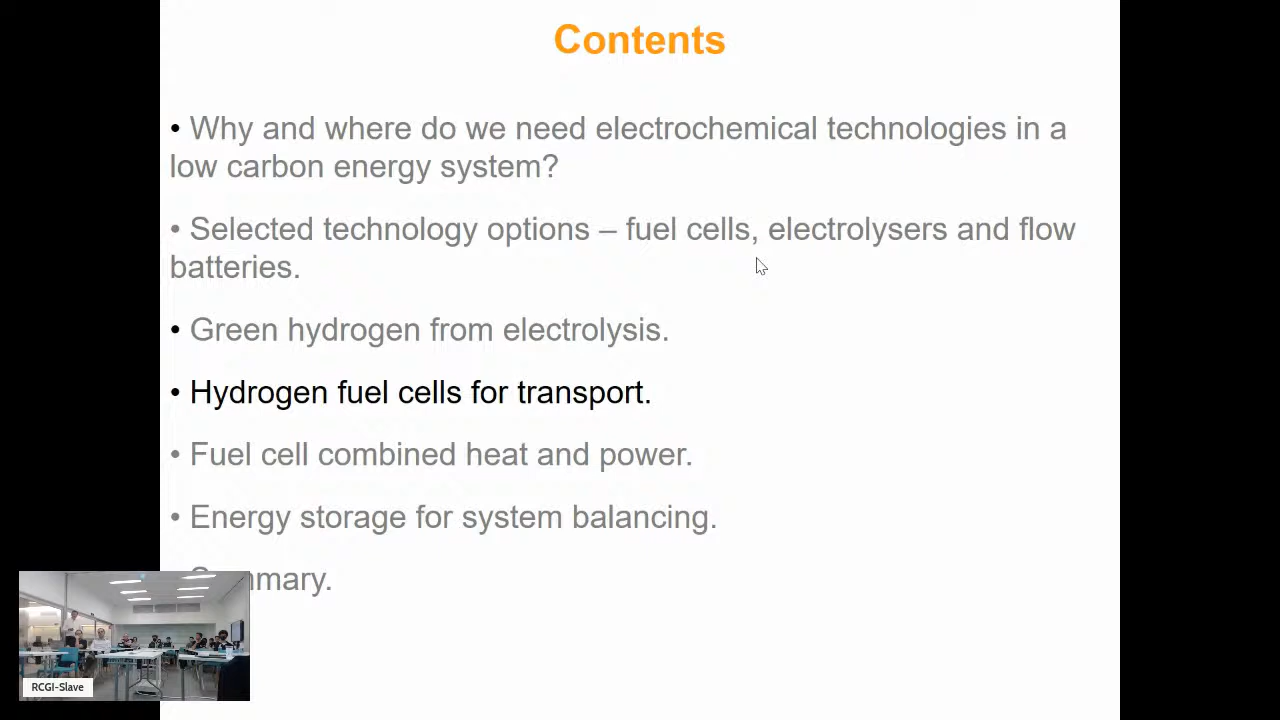 Contents
• Why and where do we need electrochemical technologies in a
low carbon energy system?
• Selected technology options – fuel cells, electrolysers and flow
batteries.
• Green hydrogen from electrolysis.
• Hydrogen fuel cells for transport.
• Fuel cell combined heat and power.
• Energy storage for system balancing.
Summary.
RCGI-Slave